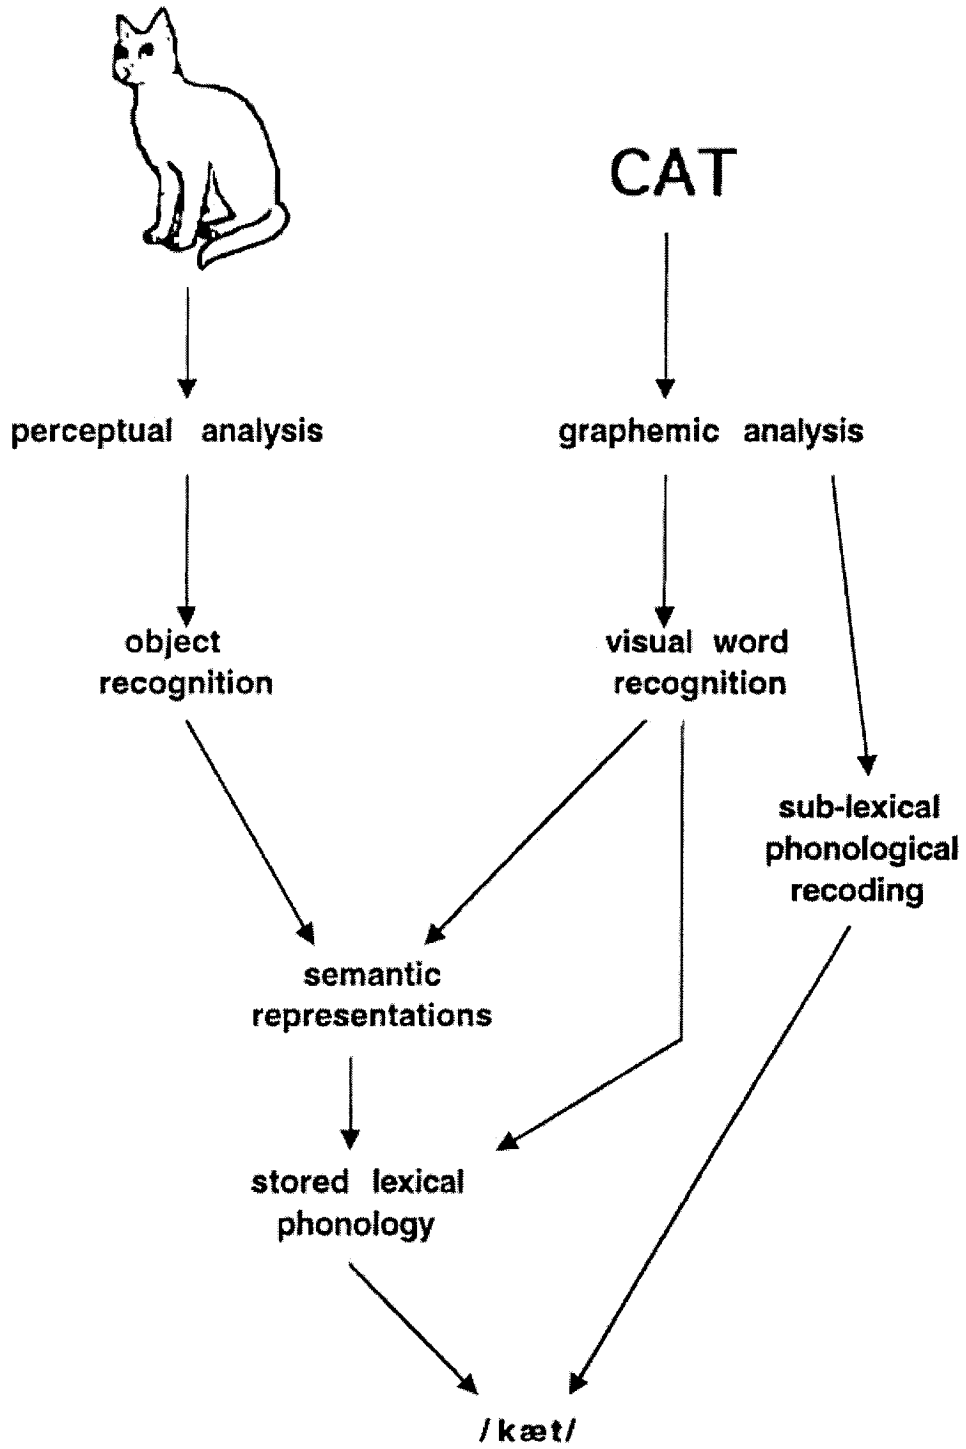 CAT
perceptual analysis
graphemic analysis
object
recognition
visual word
recognition
sub-lexical
phonological
recoding
semantic
representations
stored lexical
phonology
/kæt/